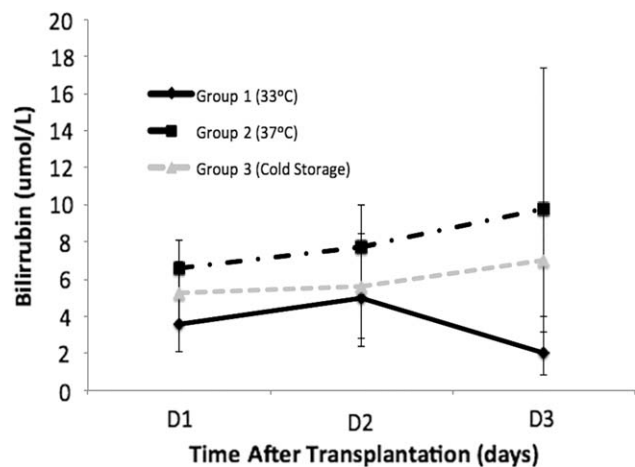 20
18
16
14
12
10
8
6
4
2
0
Bilirrubin (umol/L)
Group 1 (33ºC)
Group 2 (37ºC)
Group 3 (Cold Storage)
D1 D2 D3
Time After Transplantation (days)